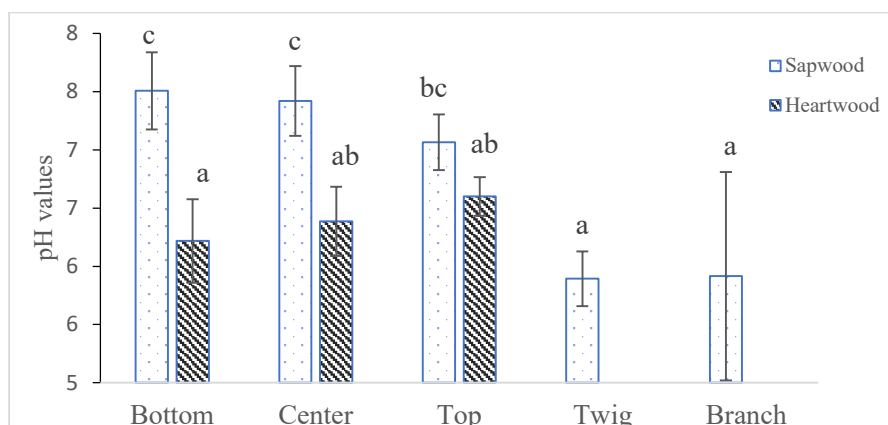 8
8
7
7
6
6
5
pH values
c
a
c
ab
bc
ab
a
a
Sapwood
Heartwood
Bottom Center Top Twig Branch